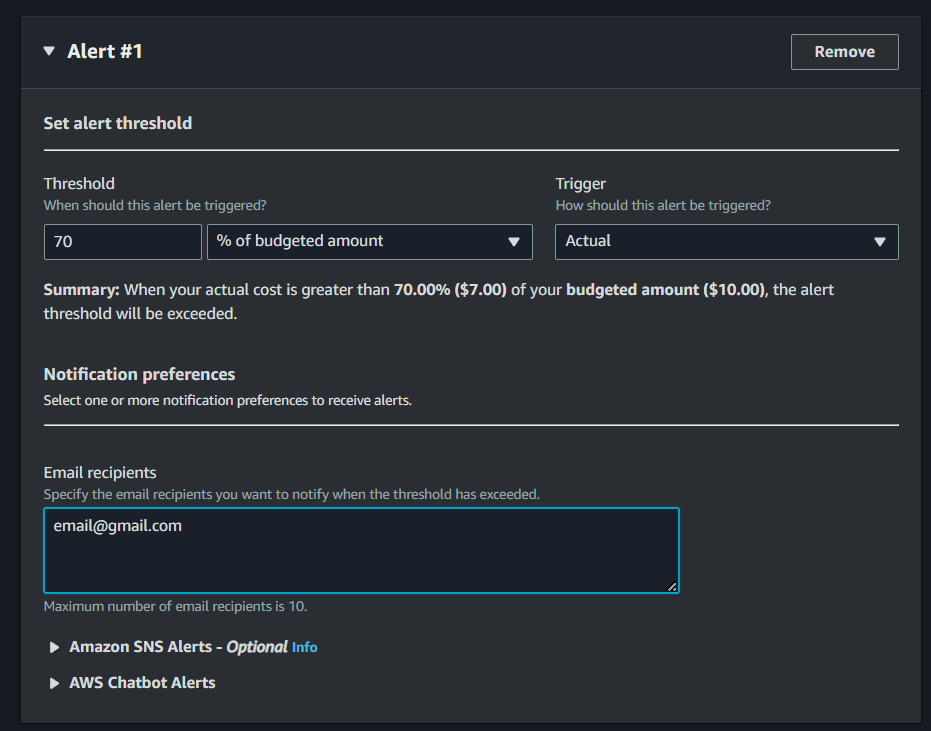 Alert #1
Remove
Set alert threshold
Threshold
When should this alert be triggered?
70
% of budgeted amount
Trigger
How should this alert be triggered?
Actual
Summary: When your actual cost is greater than 70.00% ($7.00) of your budgeted amount ($10.00), the alert
threshold will be exceeded.
Notification preferences
Select one or more notification preferences to receive alerts.
Email recipients
Specify the email recipients you want to notify when the threshold has exceeded.
email@gmail.com
Maximum number of email recipients is 10.
Amazon SNS Alerts - Optional Info
AWS Chatbot Alerts